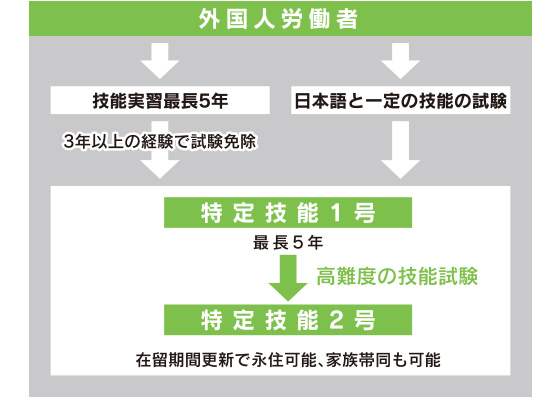 外国人労働者
技能実習最長5年
日本語と一定の技能の試験
3年以上の経験で試験免除
特定技能1号
最長5年
高難度の技能試験
特定技能2号
在留期間更新で永住可能、家族帯同も可能